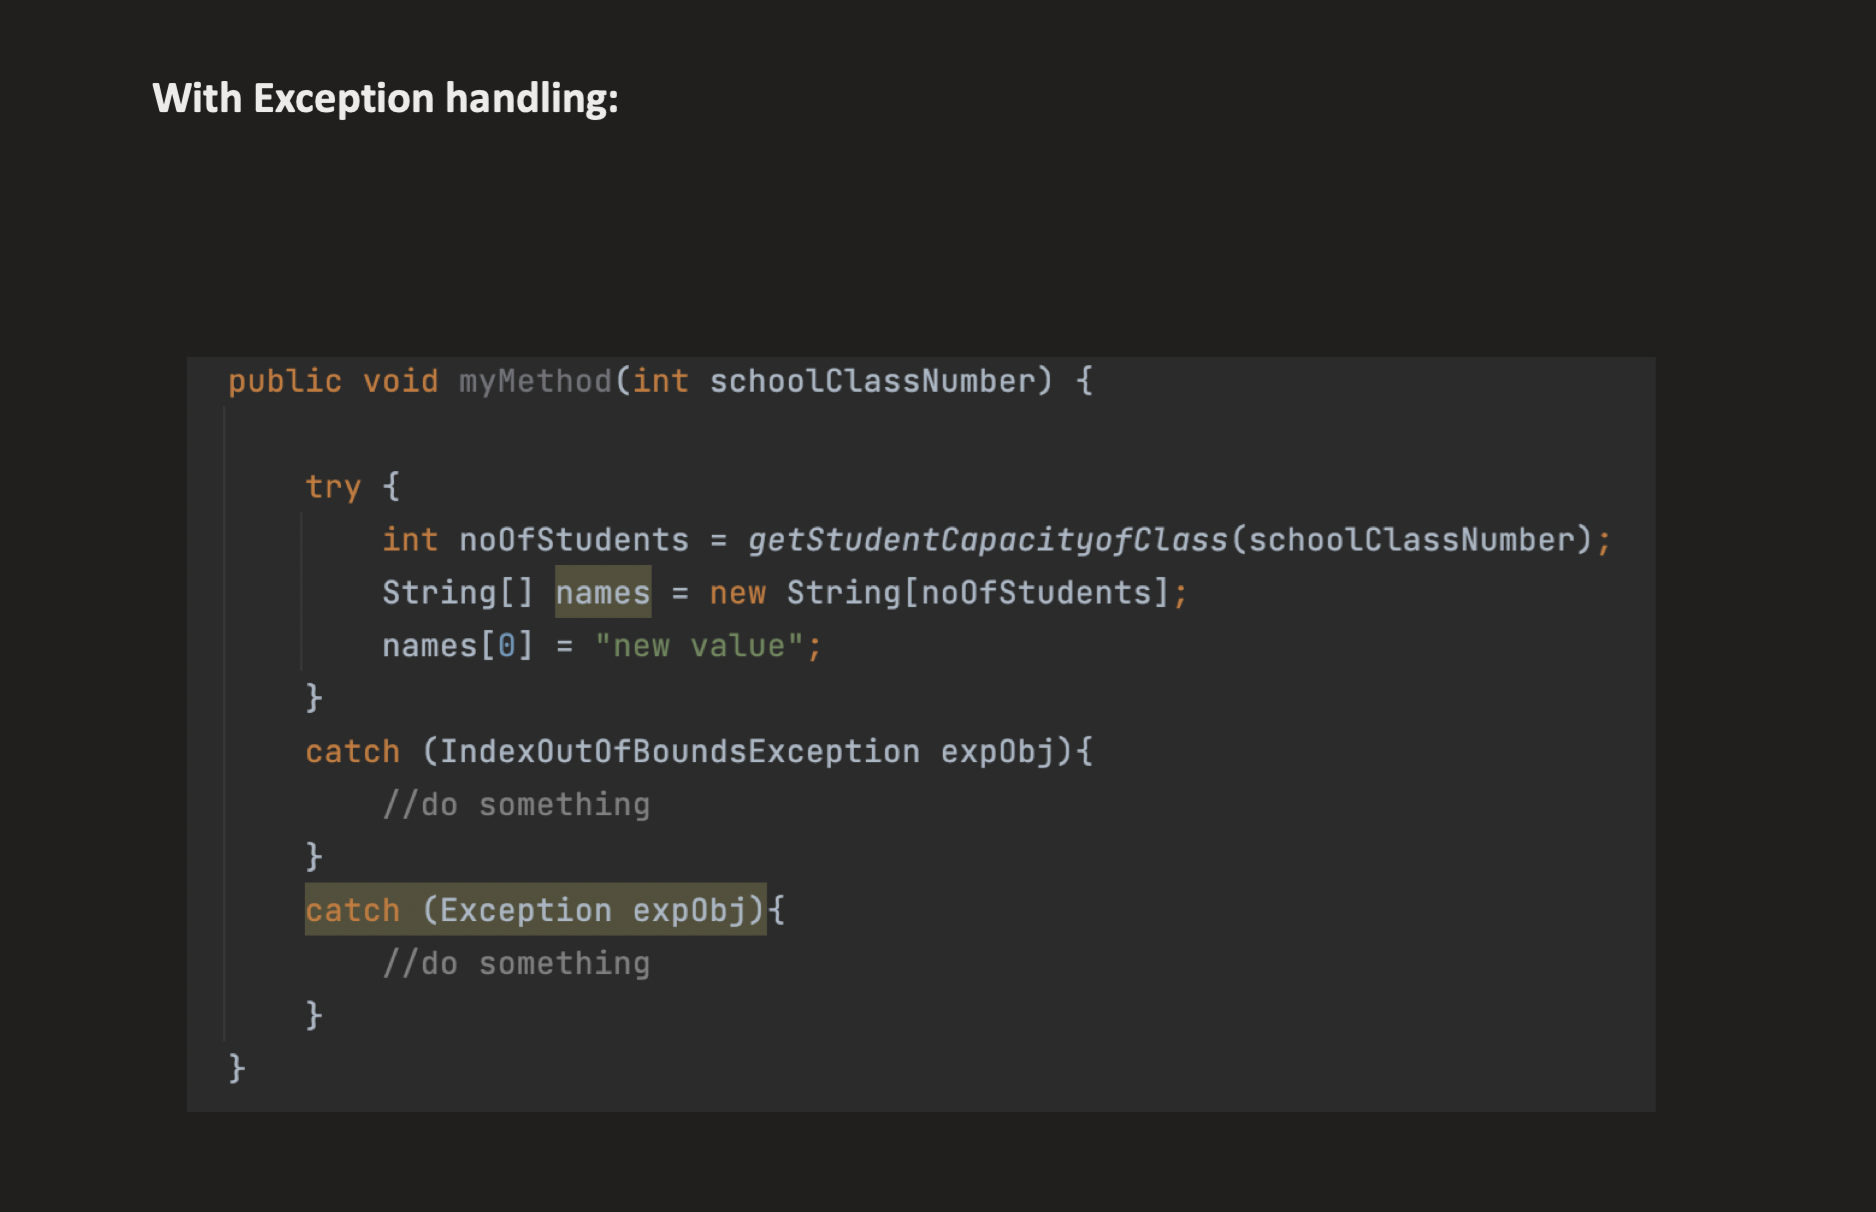 With Exception handling:
public void myMethod(int schoolClassNumber) {
try {
int noOfStudents = getStudentCapacityofClass(schoolClassNumber);
String[] names = new String[noOfStudents];
names[0] = "new value";
}
catch (IndexOutOfBoundsException expObj){
//do something
}
catch (Exception expObj){
//do something
}
}